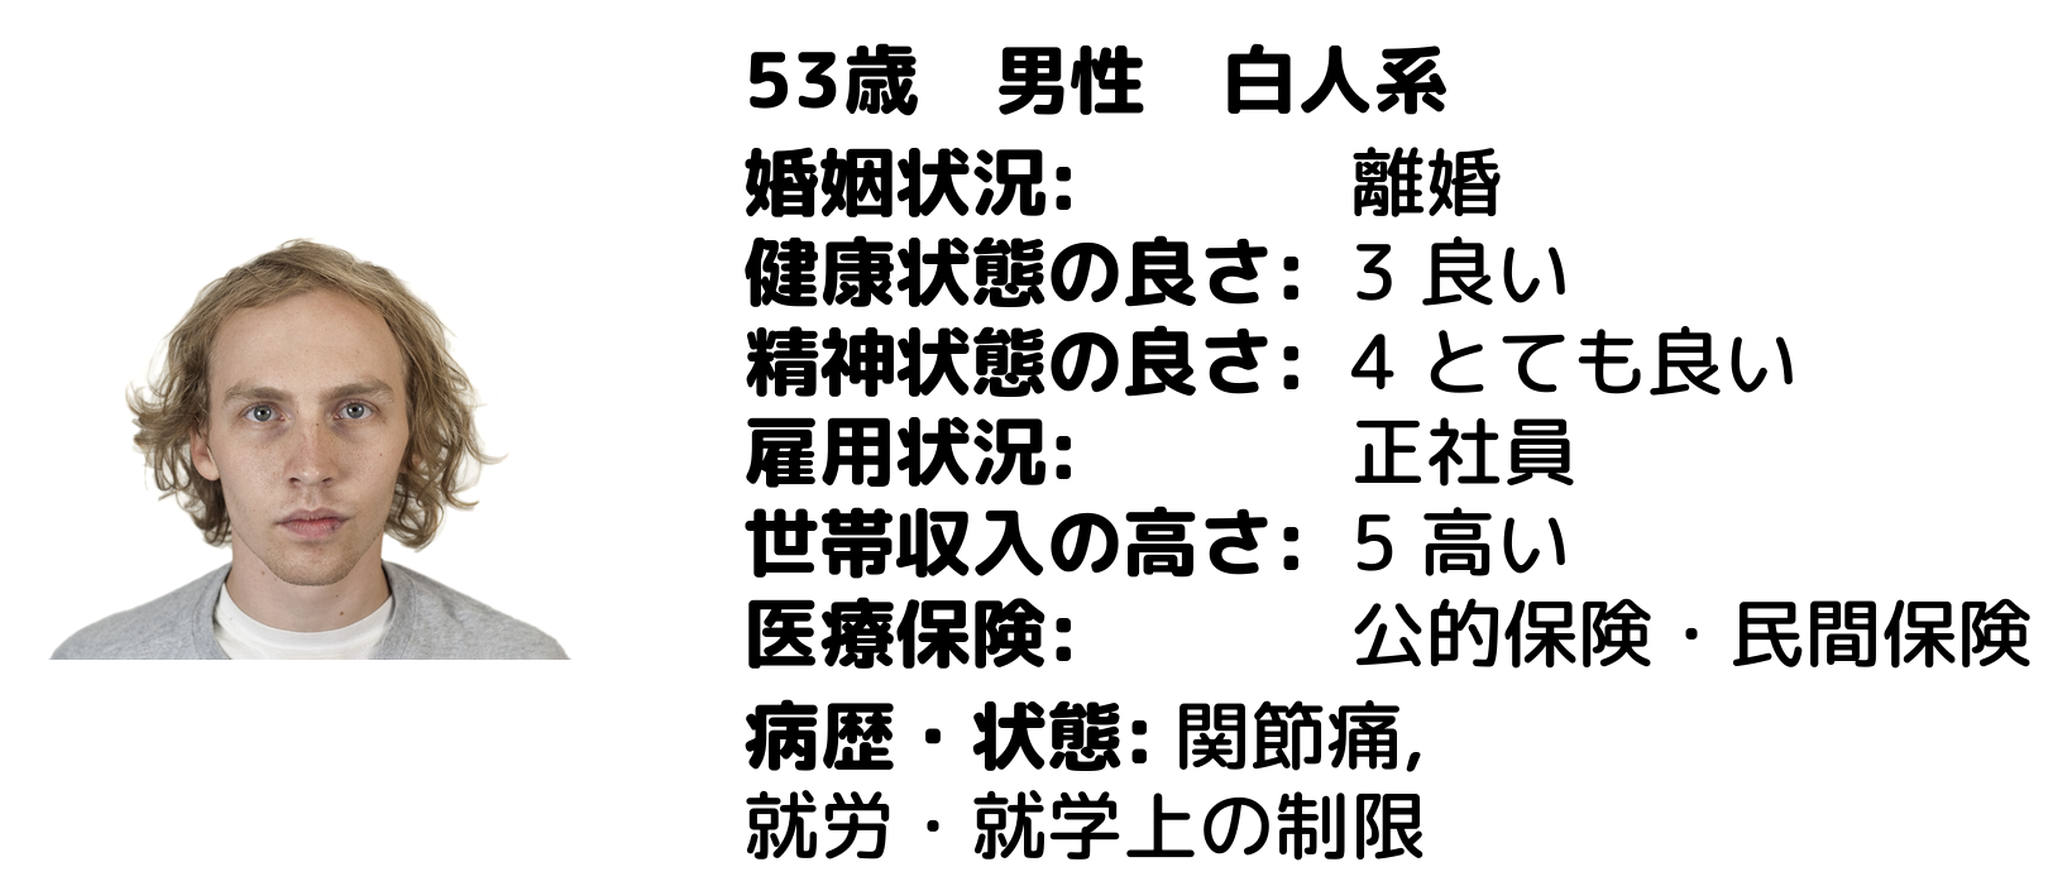 53歳　男性　白人系
婚姻状況: 離婚
健康状態の良さ: 3 良い
精神状態の良さ: 4 とても良い
雇用状況: 正社員
世帯収入の高さ: 5 高い
医療保険: 公的保険・民間保険
病歴・状態: 関節痛,
就労・就学上の制限